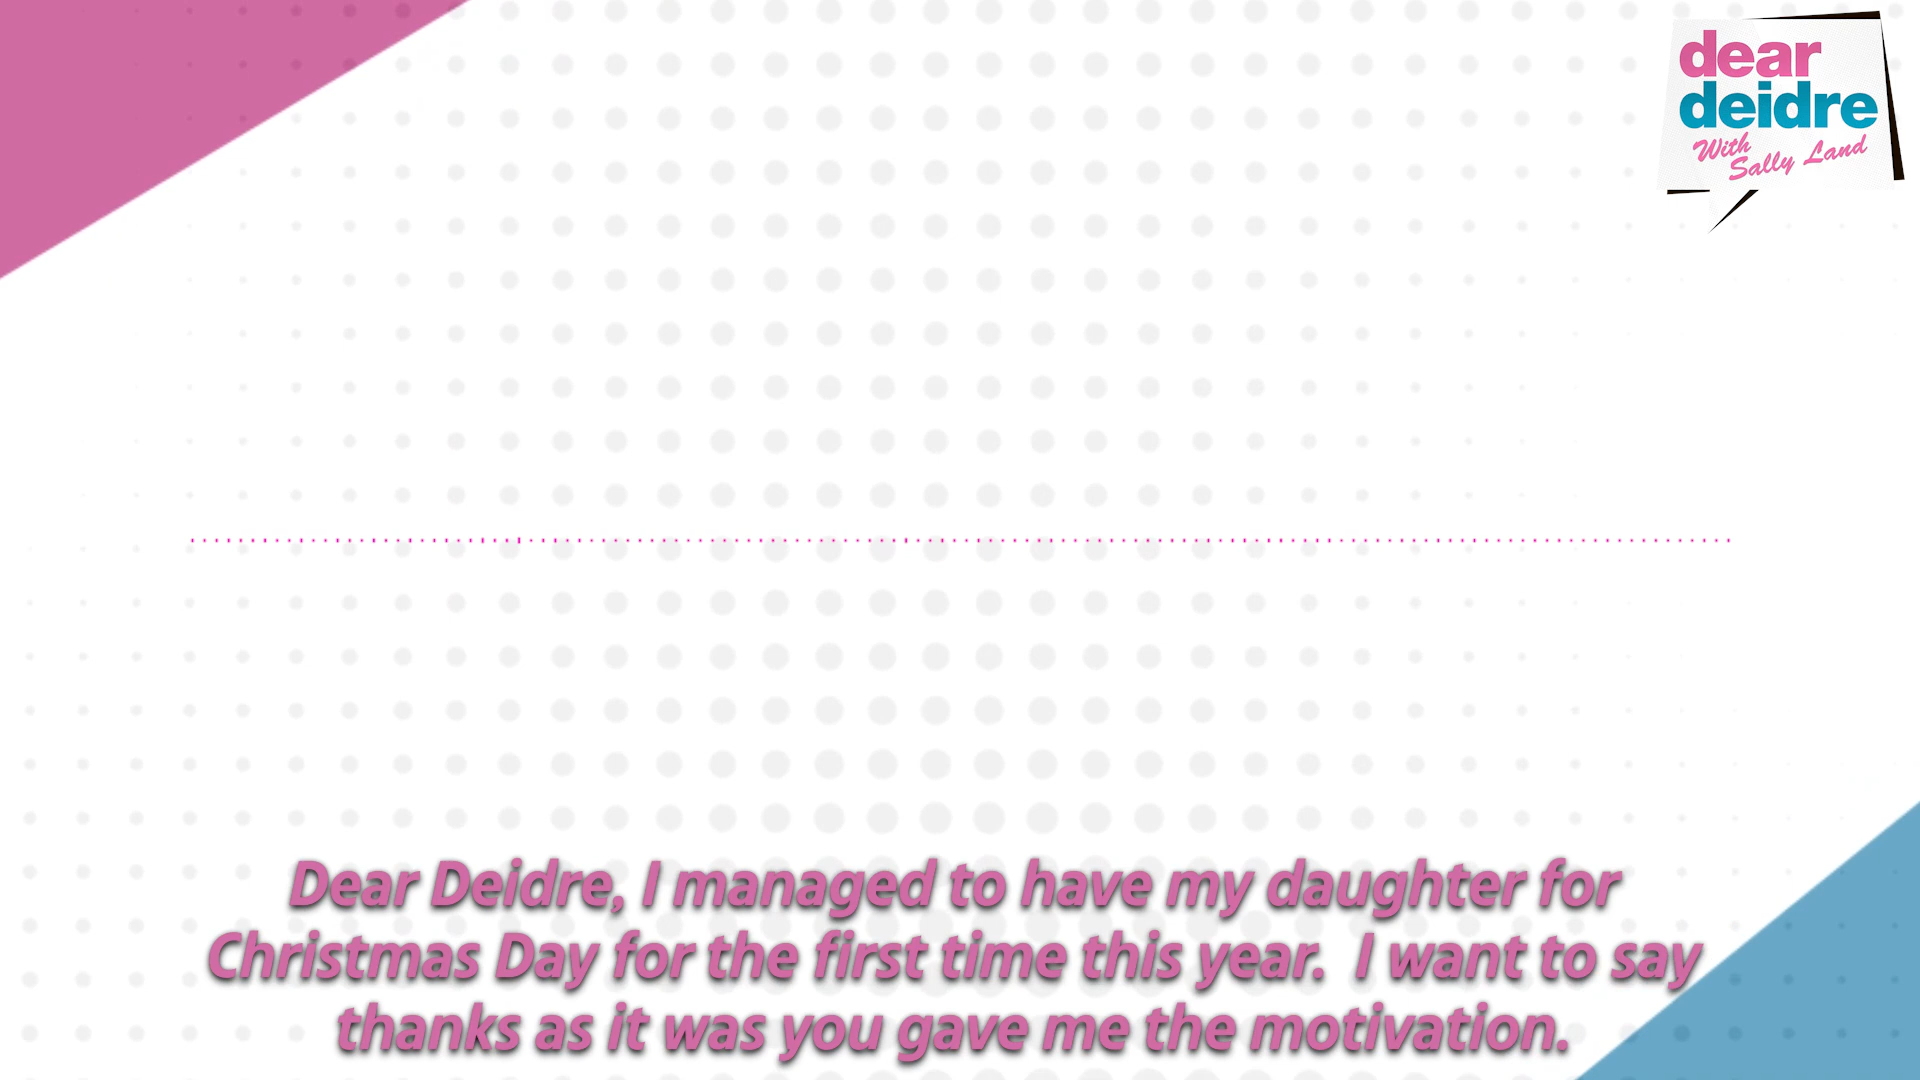 dear
deidre
With
Sally Land
Dear Deidre, I managed to have my daughter for
Christmas Day for the first time this year.  I want to say
thanks as it was you gave me the motivation.